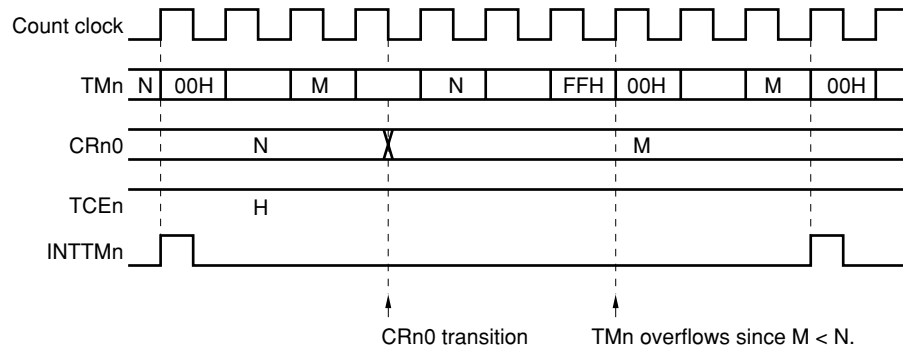 Count clock
TMn N 00H M N FFH 00H M 00H
CRn0 N M
TCEn H
INTTMn
CRn0 transition TMn overflows since M < N.